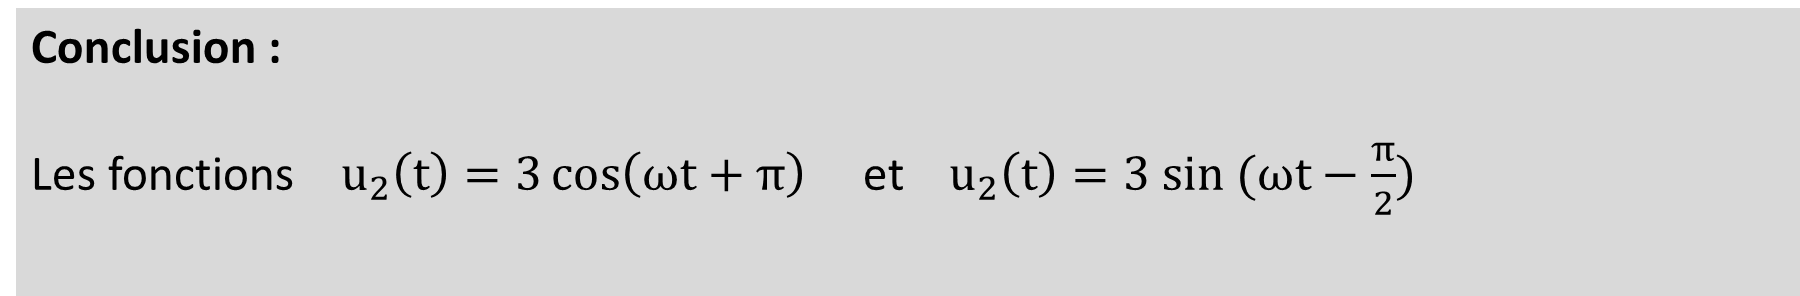 Conclusion :
Les fonctions u₂(t) = 3 cos(ωt + π) et u₂(t) = 3 sin (ωt − π/2)